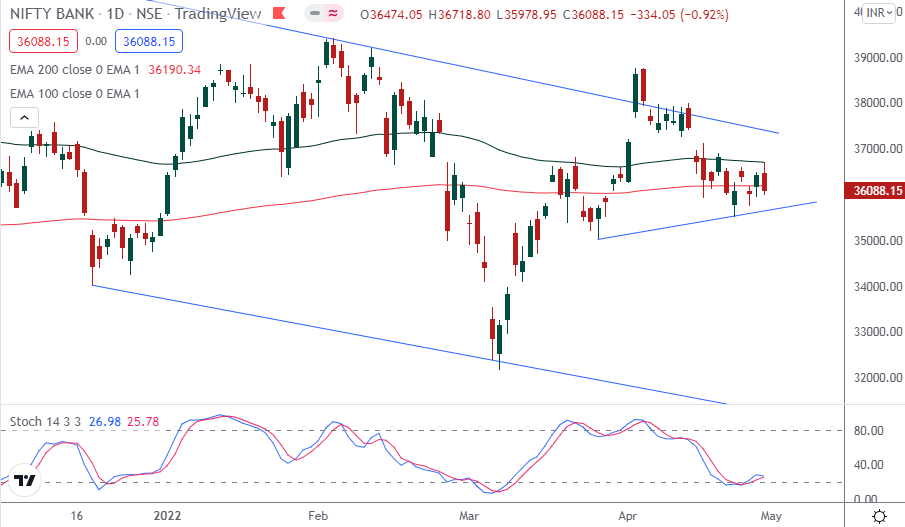 NIFTY BANK · 1D · NSE · TradingView O36474.05 H36718.80 L35978.95 C36088.15 −334.05 (−0.92%)
36088.15 0.00 36088.15
EMA 200 close 0 EMA 1 36190.34
EMA 100 close 0 EMA 1
INR
39000.00
38000.00
37000.00
36088.15
35000.00
34000.00
33000.00
32000.00
Stoch 14 3 3 26.98 25.78
80.00
40.00
0.00
16 2022 Feb Mar Apr May